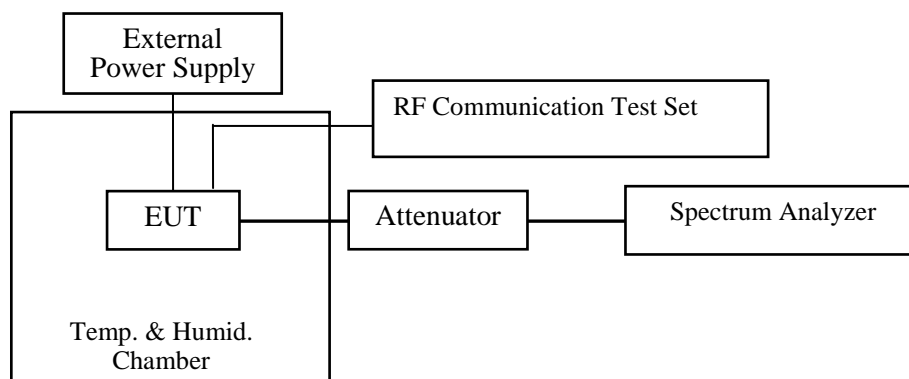 External
Power Supply
RF Communication Test Set
EUT
Attenuator
Spectrum Analyzer
Temp. & Humid.
Chamber